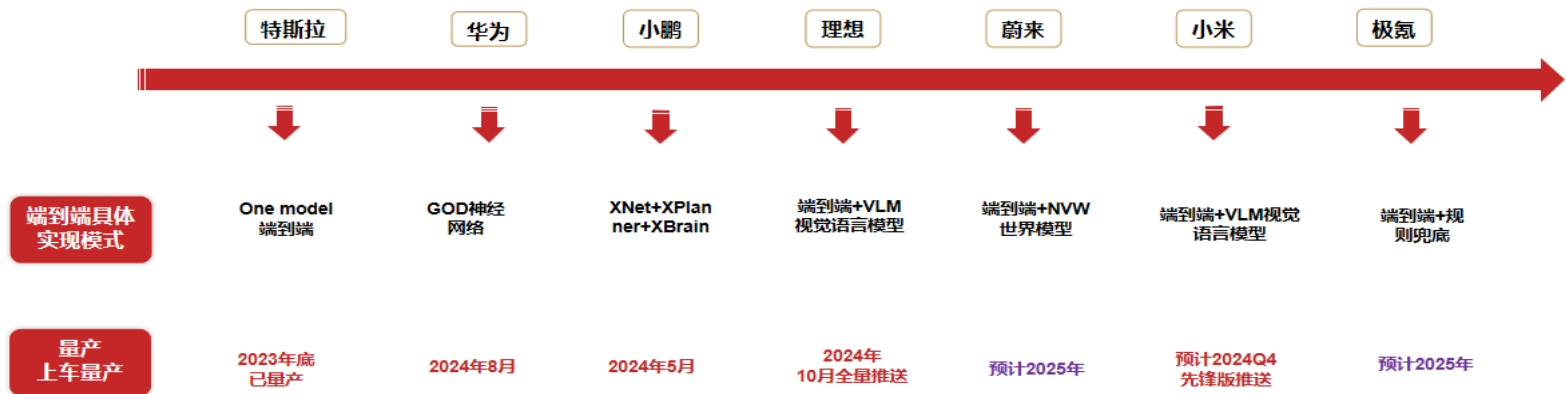 特斯拉
华为
小鹏
理想
蔚来
小米
极氪
端到端具体
实现模式
One model
端到端
GOD神经
网络
XNet+XPlan
ner+XBrain
端到端+VLM
视觉语言模型
端到端+NVW
世界模型
端到端+VLM视觉
语言模型
端到端+规
则兜底
量产
上车量产
2023年底
已量产
2024年8月
2024年5月
2024年
10月全量推送
预计2025年
预计2024Q4
先锋版推送
预计2025年